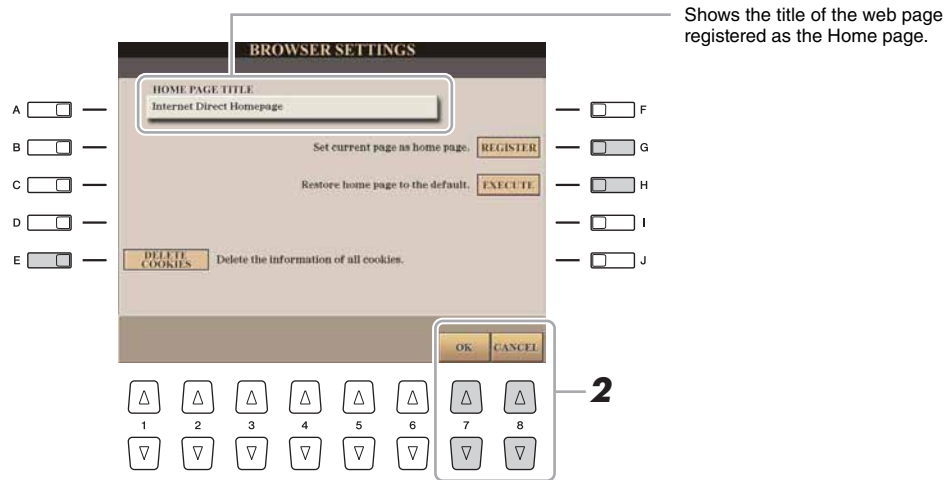 Shows the title of the web page
registered as the Home page.
BROWSER SETTINGS
HOME PAGE TITLE
Internet Direct Homepage
A
F
B
Set current page as home page.
REGISTER
G
C
Restore home page to the default.
EXECUTE
H
D
I
E
DELETE
COOKIES
Delete the information of all cookies.
J
OK
CANCEL
2
1 2 3 4 5 6 7 8